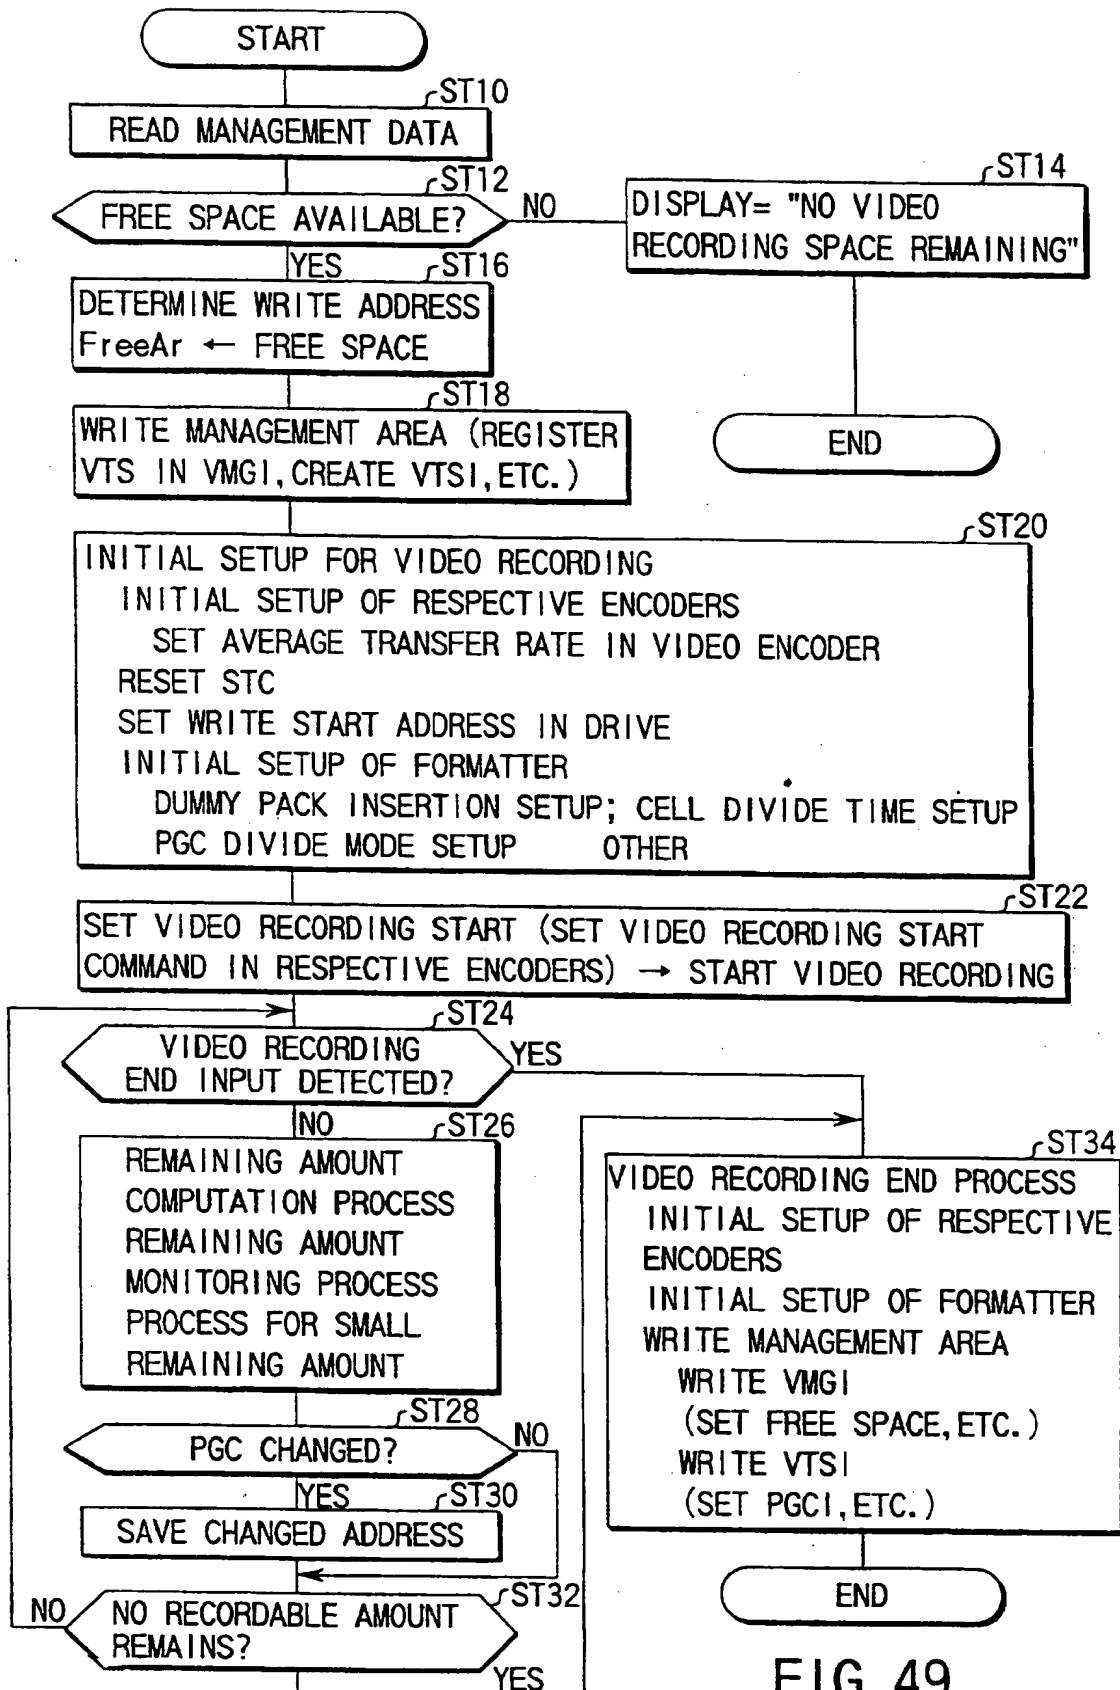 START
ST10
READ MANAGEMENT DATA
ST12
FREE SPACE AVAILABLE?
NO
ST14
DISPLAY= "NO VIDEO
RECORDING SPACE REMAINING"
END
YES
ST16
DETERMINE WRITE ADDRESS
FreeAr ← FREE SPACE
ST18
WRITE MANAGEMENT AREA (REGISTER
VTS IN VMGI, CREATE VTSI, ETC.)
ST20
INITIAL SETUP FOR VIDEO RECORDING
INITIAL SETUP OF RESPECTIVE ENCODERS
SET AVERAGE TRANSFER RATE IN VIDEO ENCODER
RESET STC
SET WRITE START ADDRESS IN DRIVE
INITIAL SETUP OF FORMATTER
DUMMY PACK INSERTION SETUP; CELL DIVIDE TIME SETUP
PGC DIVIDE MODE SETUP OTHER
ST22
SET VIDEO RECORDING START (SET VIDEO RECORDING START
COMMAND IN RESPECTIVE ENCODERS) → START VIDEO RECORDING
ST24
VIDEO RECORDING
END INPUT DETECTED?
YES
NO
ST26
REMAINING AMOUNT
COMPUTATION PROCESS
REMAINING AMOUNT
MONITORING PROCESS
PROCESS FOR SMALL
REMAINING AMOUNT
ST28
PGC CHANGED?
NO
YES
ST30
SAVE CHANGED ADDRESS
ST32
NO
NO RECORDABLE AMOUNT
REMAINS?
YES
ST34
VIDEO RECORDING END PROCESS
INITIAL SETUP OF RESPECTIVE
ENCODERS
INITIAL SETUP OF FORMATTER
WRITE MANAGEMENT AREA
WRITE VMGI
(SET FREE SPACE, ETC.)
WRITE VTSI
(SET PGCI, ETC.)
END
FIG. 49